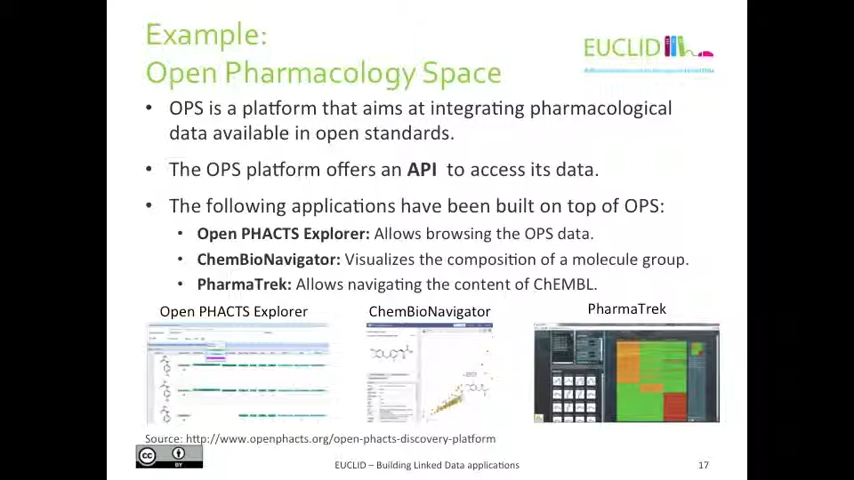 Example:
Open Pharmacology Space
EUCLID
• OPS is a platform that aims at integrating pharmacological
data available in open standards.
• The OPS platform offers an API to access its data.
• The following applications have been built on top of OPS:
• Open PHACTS Explorer: Allows browsing the OPS data.
• ChemBioNavigator: Visualizes the composition of a molecule group.
• PharmaTrek: Allows navigating the content of ChEMBL.
Open PHACTS Explorer
ChemBioNavigator
PharmaTrek
Source: http://www.openphacts.org/open-phacts-discovery-platform
cc
BY
EUCLID – Building Linked Data applications
17